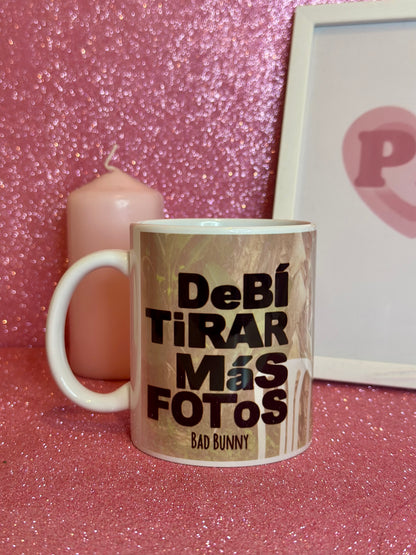 DeBÍ
TiRAR
MáS
FOToS
BAD BUNNY
P